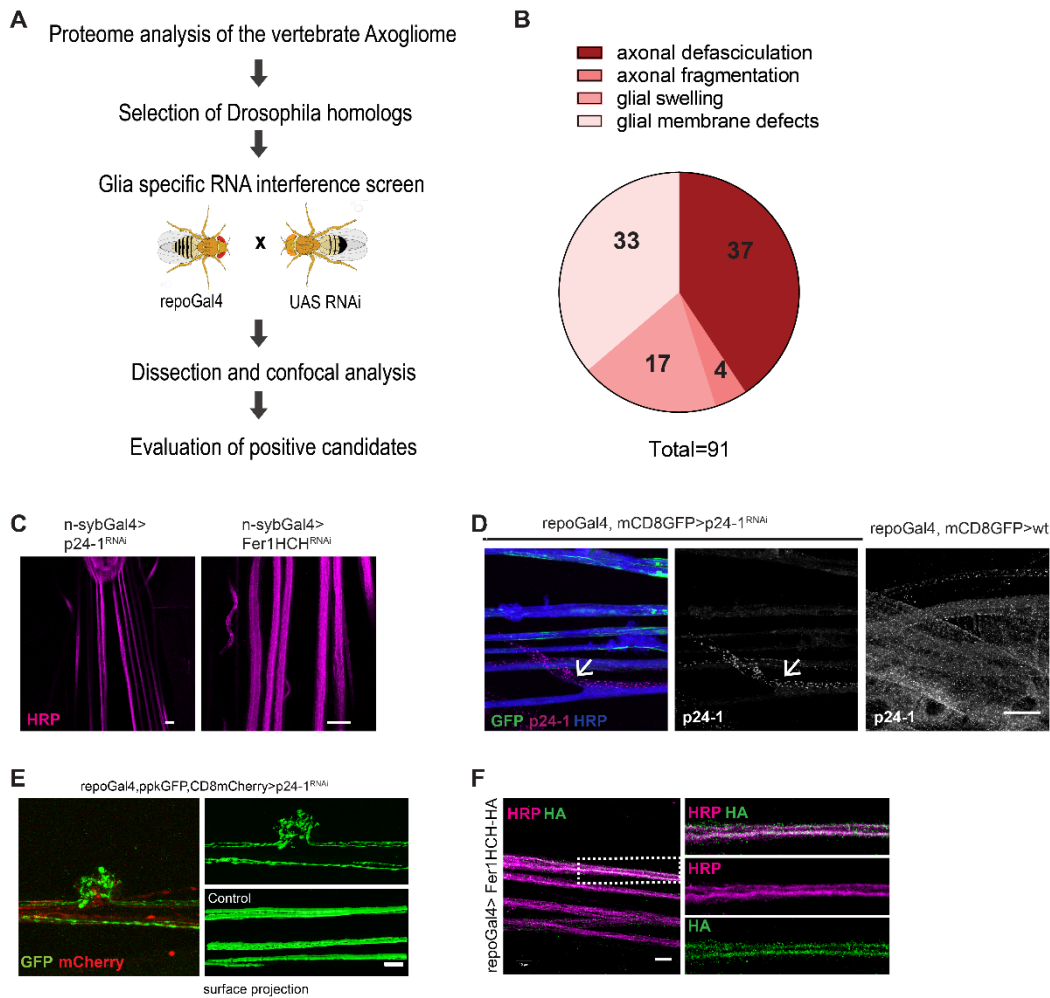 A
Proteome analysis of the vertebrate Axogliome
Selection of Drosophila homologs
Glia specific RNA interference screen
x
repoGal4
UAS RNAi
Dissection and confocal analysis
Evaluation of positive candidates
B
axonal defasciculation
axonal fragmentation
glial swelling
glial membrane defects
33
37
17
4
Total=91
C
n-sybGal4>
p24-1RNAi
n-sybGal4>
Fer1HCHRNAi
HRP
D
repoGal4, mCD8GFP>p24-1RNAi
repoGal4, mCD8GFP>wt
GFP p24-1 HRP
p24-1
p24-1
E
repoGal4,ppkGFP,CD8mCherry>p24-1RNAi
GFP mCherry
Control
surface projection
F
repoGal4> Fer1HCH-HA
HRP HA
HRP HA
HRP
HA